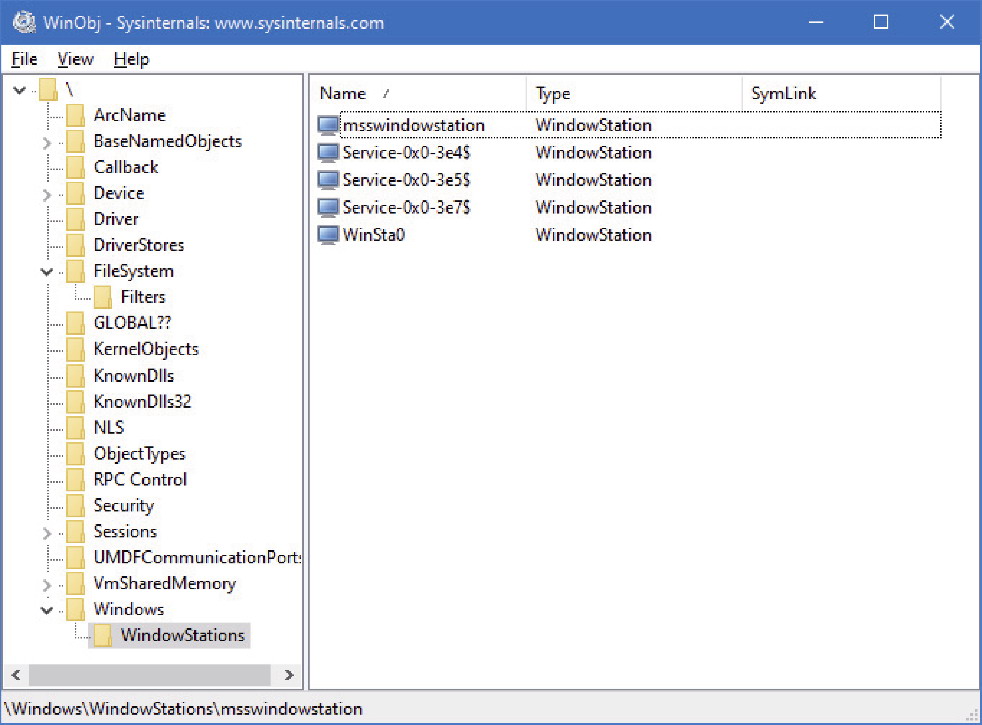 WinObj - Sysinternals: www.sysinternals.com
File View Help
\
ArcName
BaseNamedObjects
Callback
Device
Driver
DriverStores
FileSystem
Filters
GLOBAL??
KernelObjects
KnownDlls
KnownDlls32
NLS
ObjectTypes
RPC Control
Security
Sessions
UMDFCommunicationPorts
VmSharedMemory
Windows
WindowStations
Name / Type SymLink
msswindowstation WindowStation
Service-0x0-3e4$ WindowStation
Service-0x0-3e5$ WindowStation
Service-0x0-3e7$ WindowStation
WinSta0 WindowStation
\Windows\WindowStations\msswindowstation